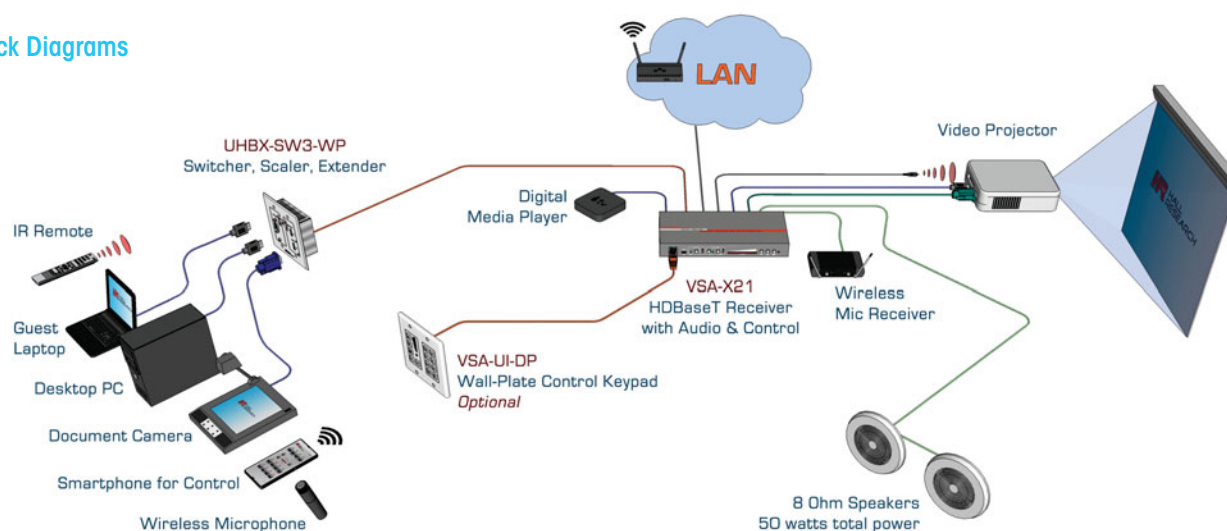 ck Diagrams
LAN
UHBX-SW3-WP
Switcher, Scaler, Extender
Video Projector
Digital
Media Player
IR Remote
HALL
RESEARCH
VSA-X21
HDBaseT Receiver
with Audio & Control
Wireless
Mic Receiver
Guest
Laptop
VSA-UI-DP
Wall-Plate Control Keypad
Optional
Desktop PC
Document Camera
Smartphone for Control
Wireless Microphone
8 Ohm Speakers
50 watts total power